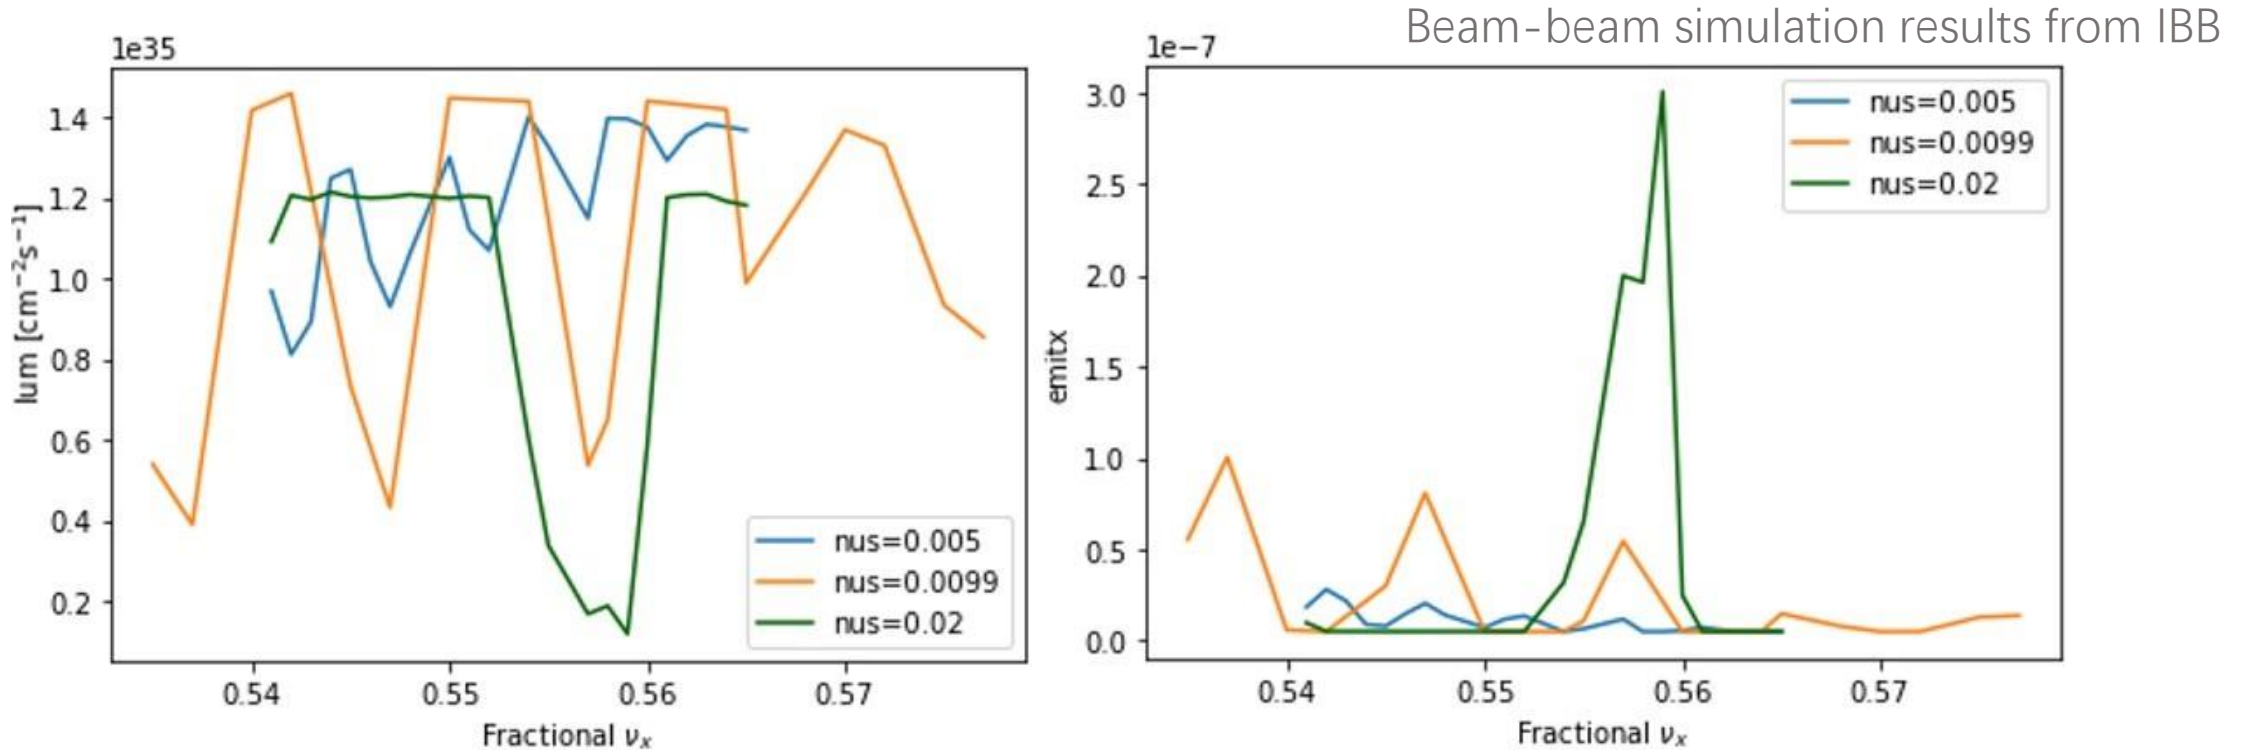 Beam-beam simulation results from IBB
1e35
lum [cm⁻²s⁻¹]
1.4
1.2
1.0
0.8
0.6
0.4
0.2
nus=0.005
nus=0.0099
nus=0.02
0.54 0.55 0.56 0.57
Fractional νₓ
1e−7
emitx
3.0
2.5
2.0
1.5
1.0
0.5
0.0
nus=0.005
nus=0.0099
nus=0.02
0.54 0.55 0.56 0.57
Fractional νₓ